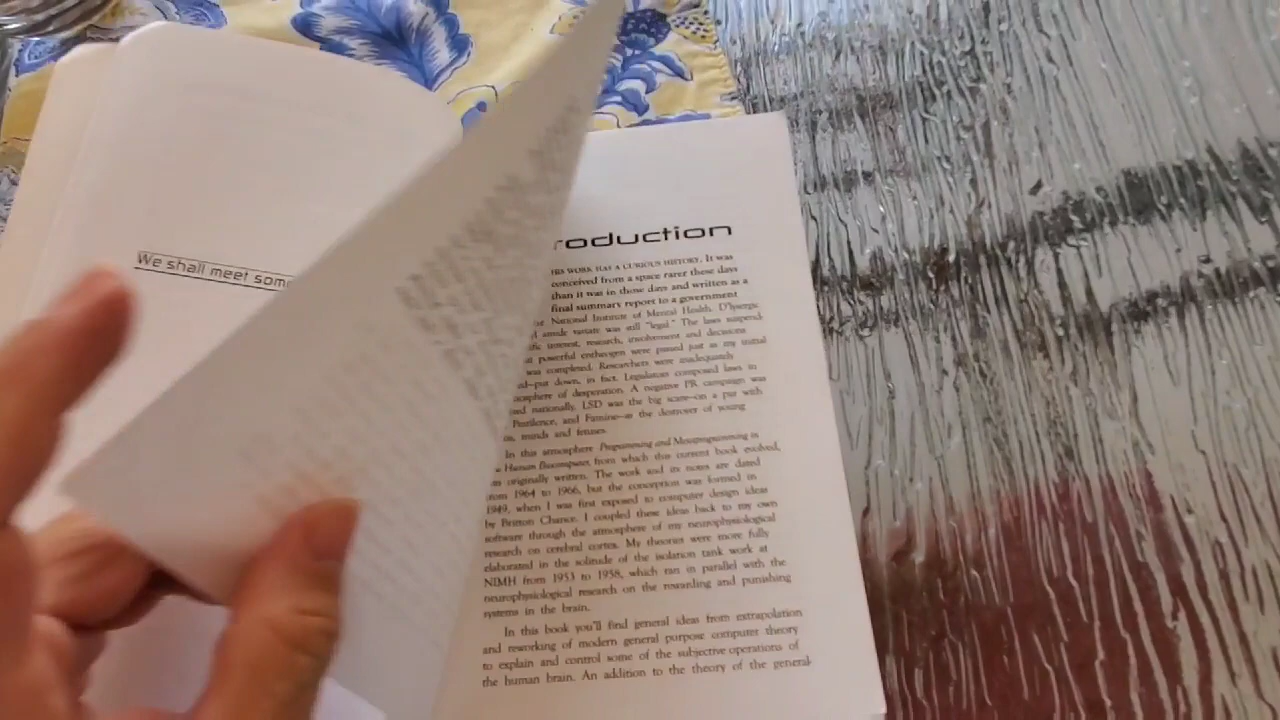 We shall meet som
roduction
HIS WORK HAS A CURIOUS HISTORY. It was
conceived from a space rarer these days
than it was in those days and written as a
final summary report to a government
National Institute of Mental Health. D'lysergic
amide tartrate was still "legal." The laws suspend-
interest, research, involvement and decisions
powerful entheogen were passed just as my initial
was completed. Researchers were inadequately
put down, in fact. Legislators composed laws in
osphere of desperation. A negative PR campaign was
nationally. LSD was the big scare—on a par with
Pestilence, and Famine—as the destroyer of young
minds and fetuses.
In this atmosphere Programming and Metaprogramming in
Human Biocomputer, from which this current book evolved,
originally written. The work and its notes are dated
from 1964 to 1966, but the conception was formed in
1949, when I was first exposed to computer design ideas
by Britton Chance. I coupled these ideas back to my own
software through the atmosphere of my neurophysiological
research on cerebral cortex. My theories were more fully
elaborated in the solitude of the isolation tank work at
NIMH from 1953 to 1958, which ran in parallel with the
neurophysiological research on the rewarding and punishing
systems in the brain.
In this book you'll find general ideas from extrapolation
and reworking of modern general purpose computer theory
to explain and control some of the subjective operations of
the human brain. An addition to the theory of the general-